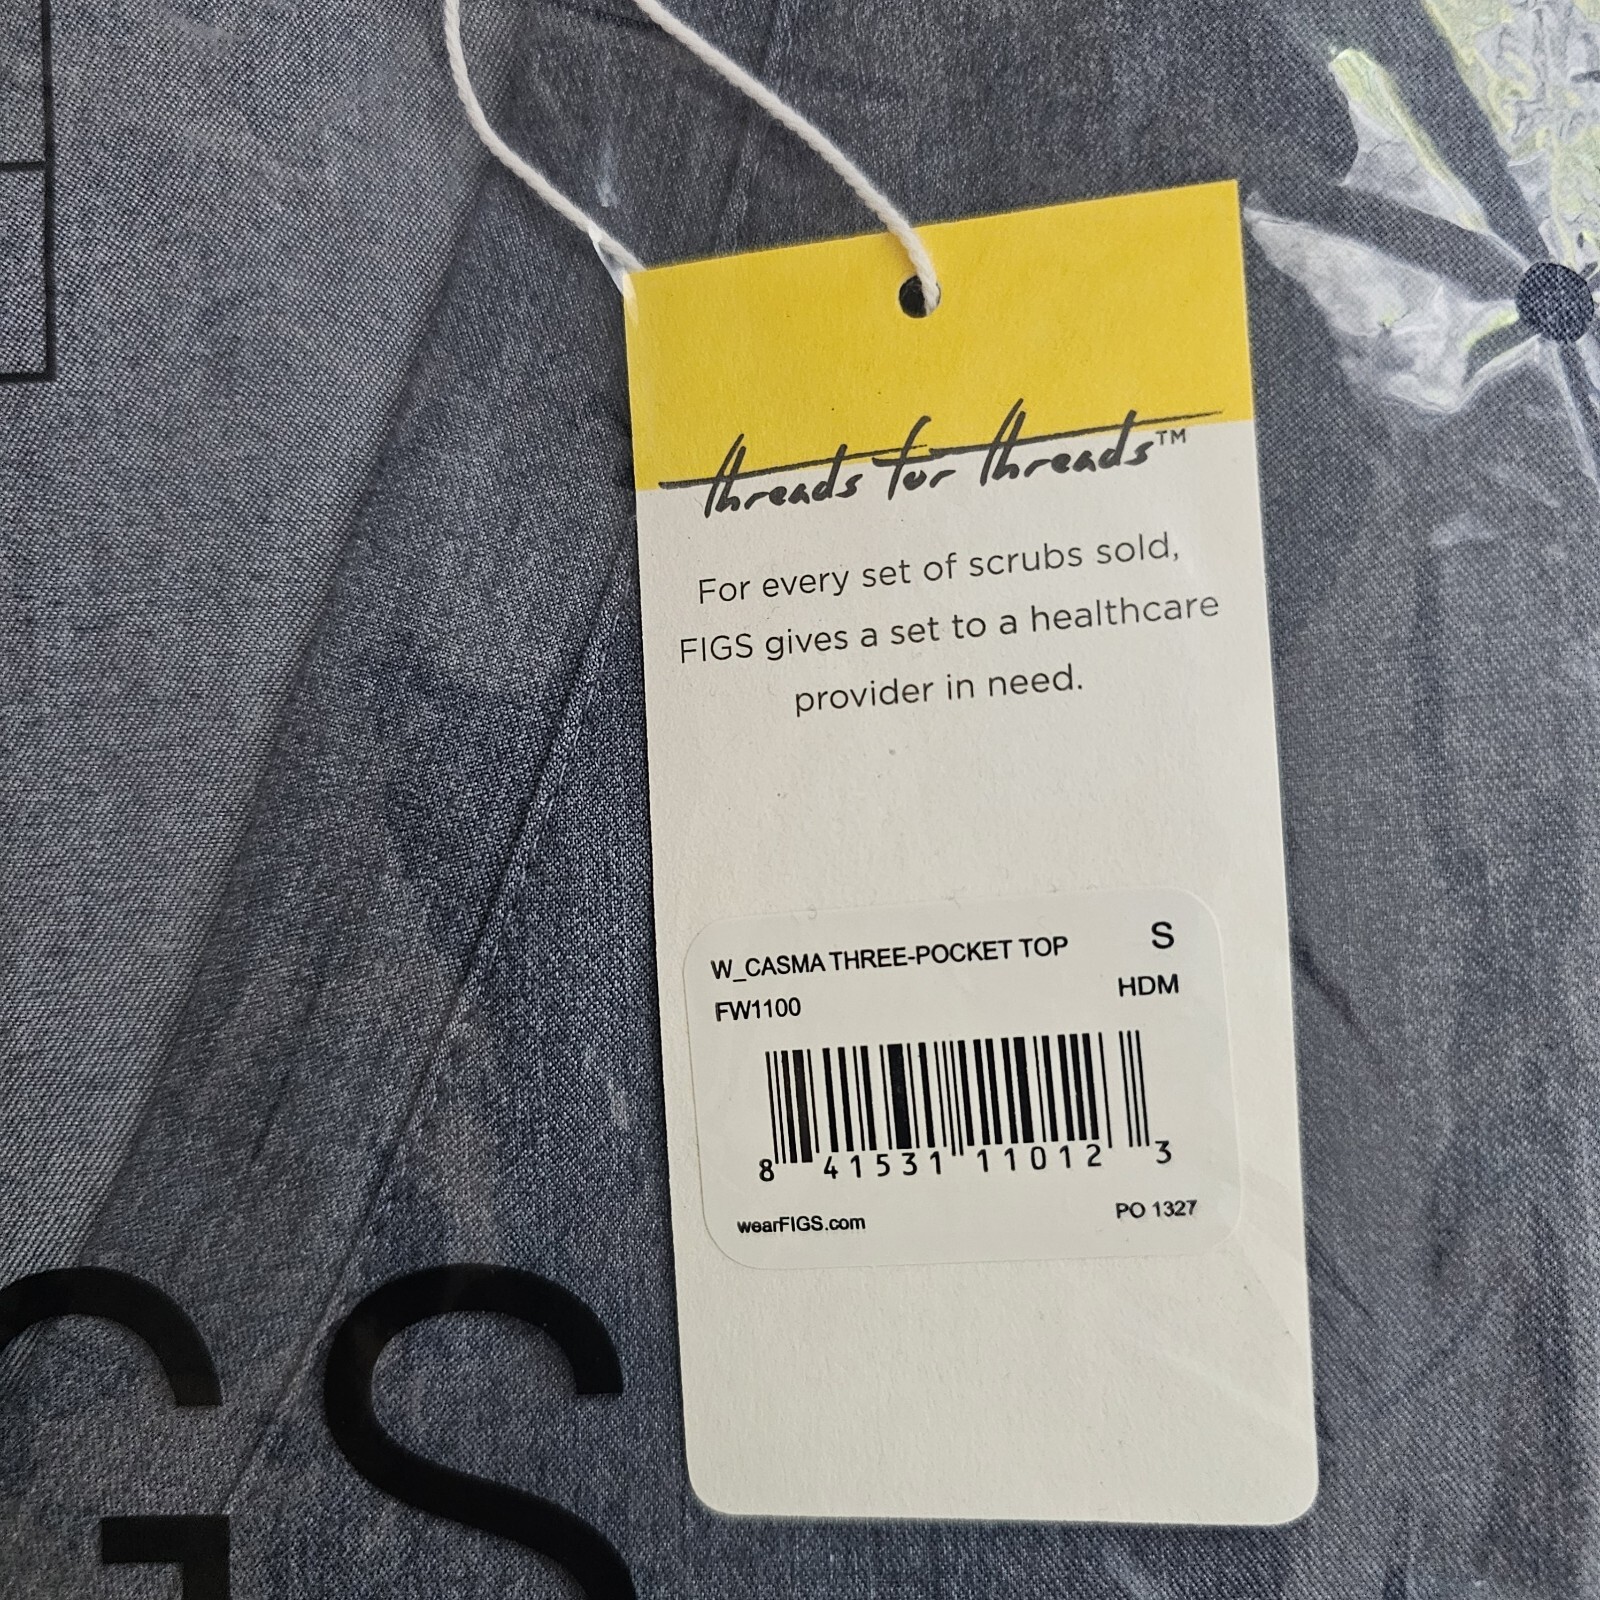 threads for threads™
For every set of scrubs sold,
FIGS gives a set to a healthcare
provider in need.
W_CASMA THREE-POCKET TOP S
FW1100 HDM
8 41531 11012 3
wearFIGS.com PO 1327
GS